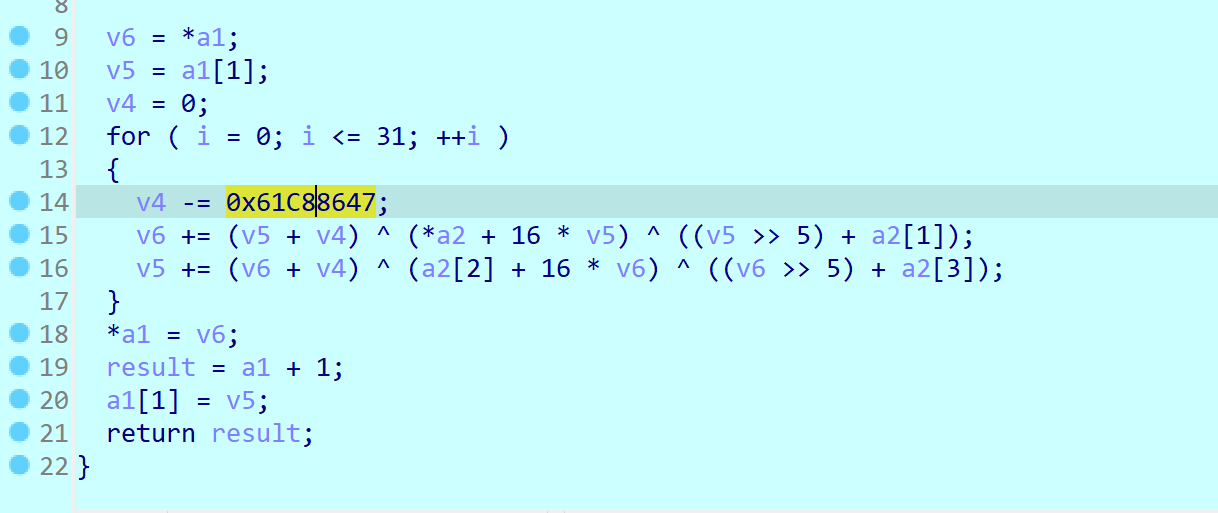 8
9 v6 = *a1;
10 v5 = a1[1];
11 v4 = 0;
12 for ( i = 0; i <= 31; ++i )
13 {
14 v4 -= 0x61C88647;
15 v6 += (v5 + v4) ^ (*a2 + 16 * v5) ^ ((v5 >> 5) + a2[1]);
16 v5 += (v6 + v4) ^ (a2[2] + 16 * v6) ^ ((v6 >> 5) + a2[3]);
17 }
18 *a1 = v6;
19 result = a1 + 1;
20 a1[1] = v5;
21 return result;
22 }